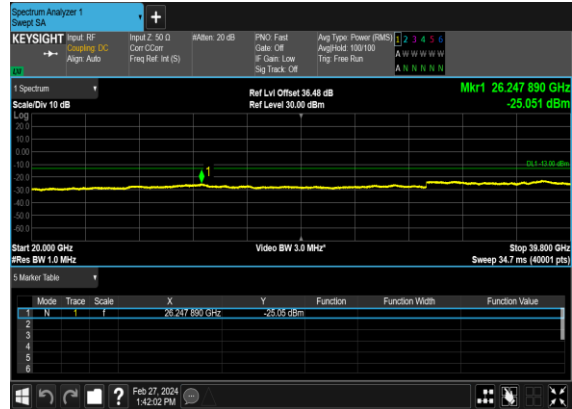 Spectrum Analyzer 1
Swept SA
+
KEYSIGHT Input: RF Input Z: 50 Ω #Atten: 20 dB PNO: Fast Avg Type: Power (RMS) 1 2 3 4 5 6
Coupling: DC Corr CCorr Gate: Off Avg|Hold: 100/100 A W W W W W
Align: Auto Freq Ref: Int (S) IF Gain: Low Trig: Free Run
Sig Track: Off A N N N N N
1 Spectrum Ref Lvl Offset 36.48 dB Mkr1 26.247 890 GHz
Scale/Div 10 dB Ref Level 30.00 dBm -25.051 dBm
Log
20.0
10.0
0.00
-10.0
DL1 -13.00 dBm
1
-20.0
-30.0
-40.0
-50.0
-60.0
Start 20.000 GHz Video BW 3.0 MHz* Stop 39.800 GHz
#Res BW 1.0 MHz Sweep 34.7 ms (40001 pts)
5 Marker Table
Mode Trace Scale X Y Function Function Width Function Value
1 N 1 f 26.247 890 GHz -25.05 dBm
2
3
4
5
6
? Feb 27, 2024
1:42:02 PM